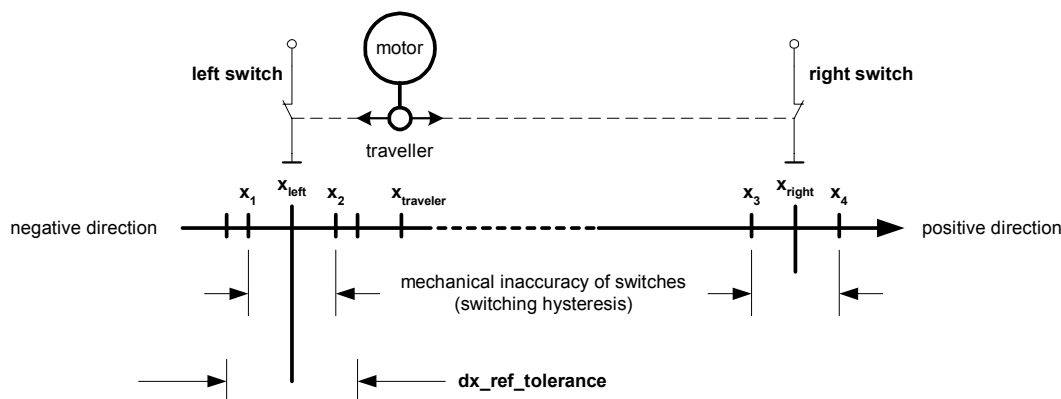 motor
left switch
right switch
traveller
x1
xleft
x2
xtraveler
x3
xright
x4
negative direction
positive direction
mechanical inaccuracy of switches
(switching hysteresis)
dx_ref_tolerance